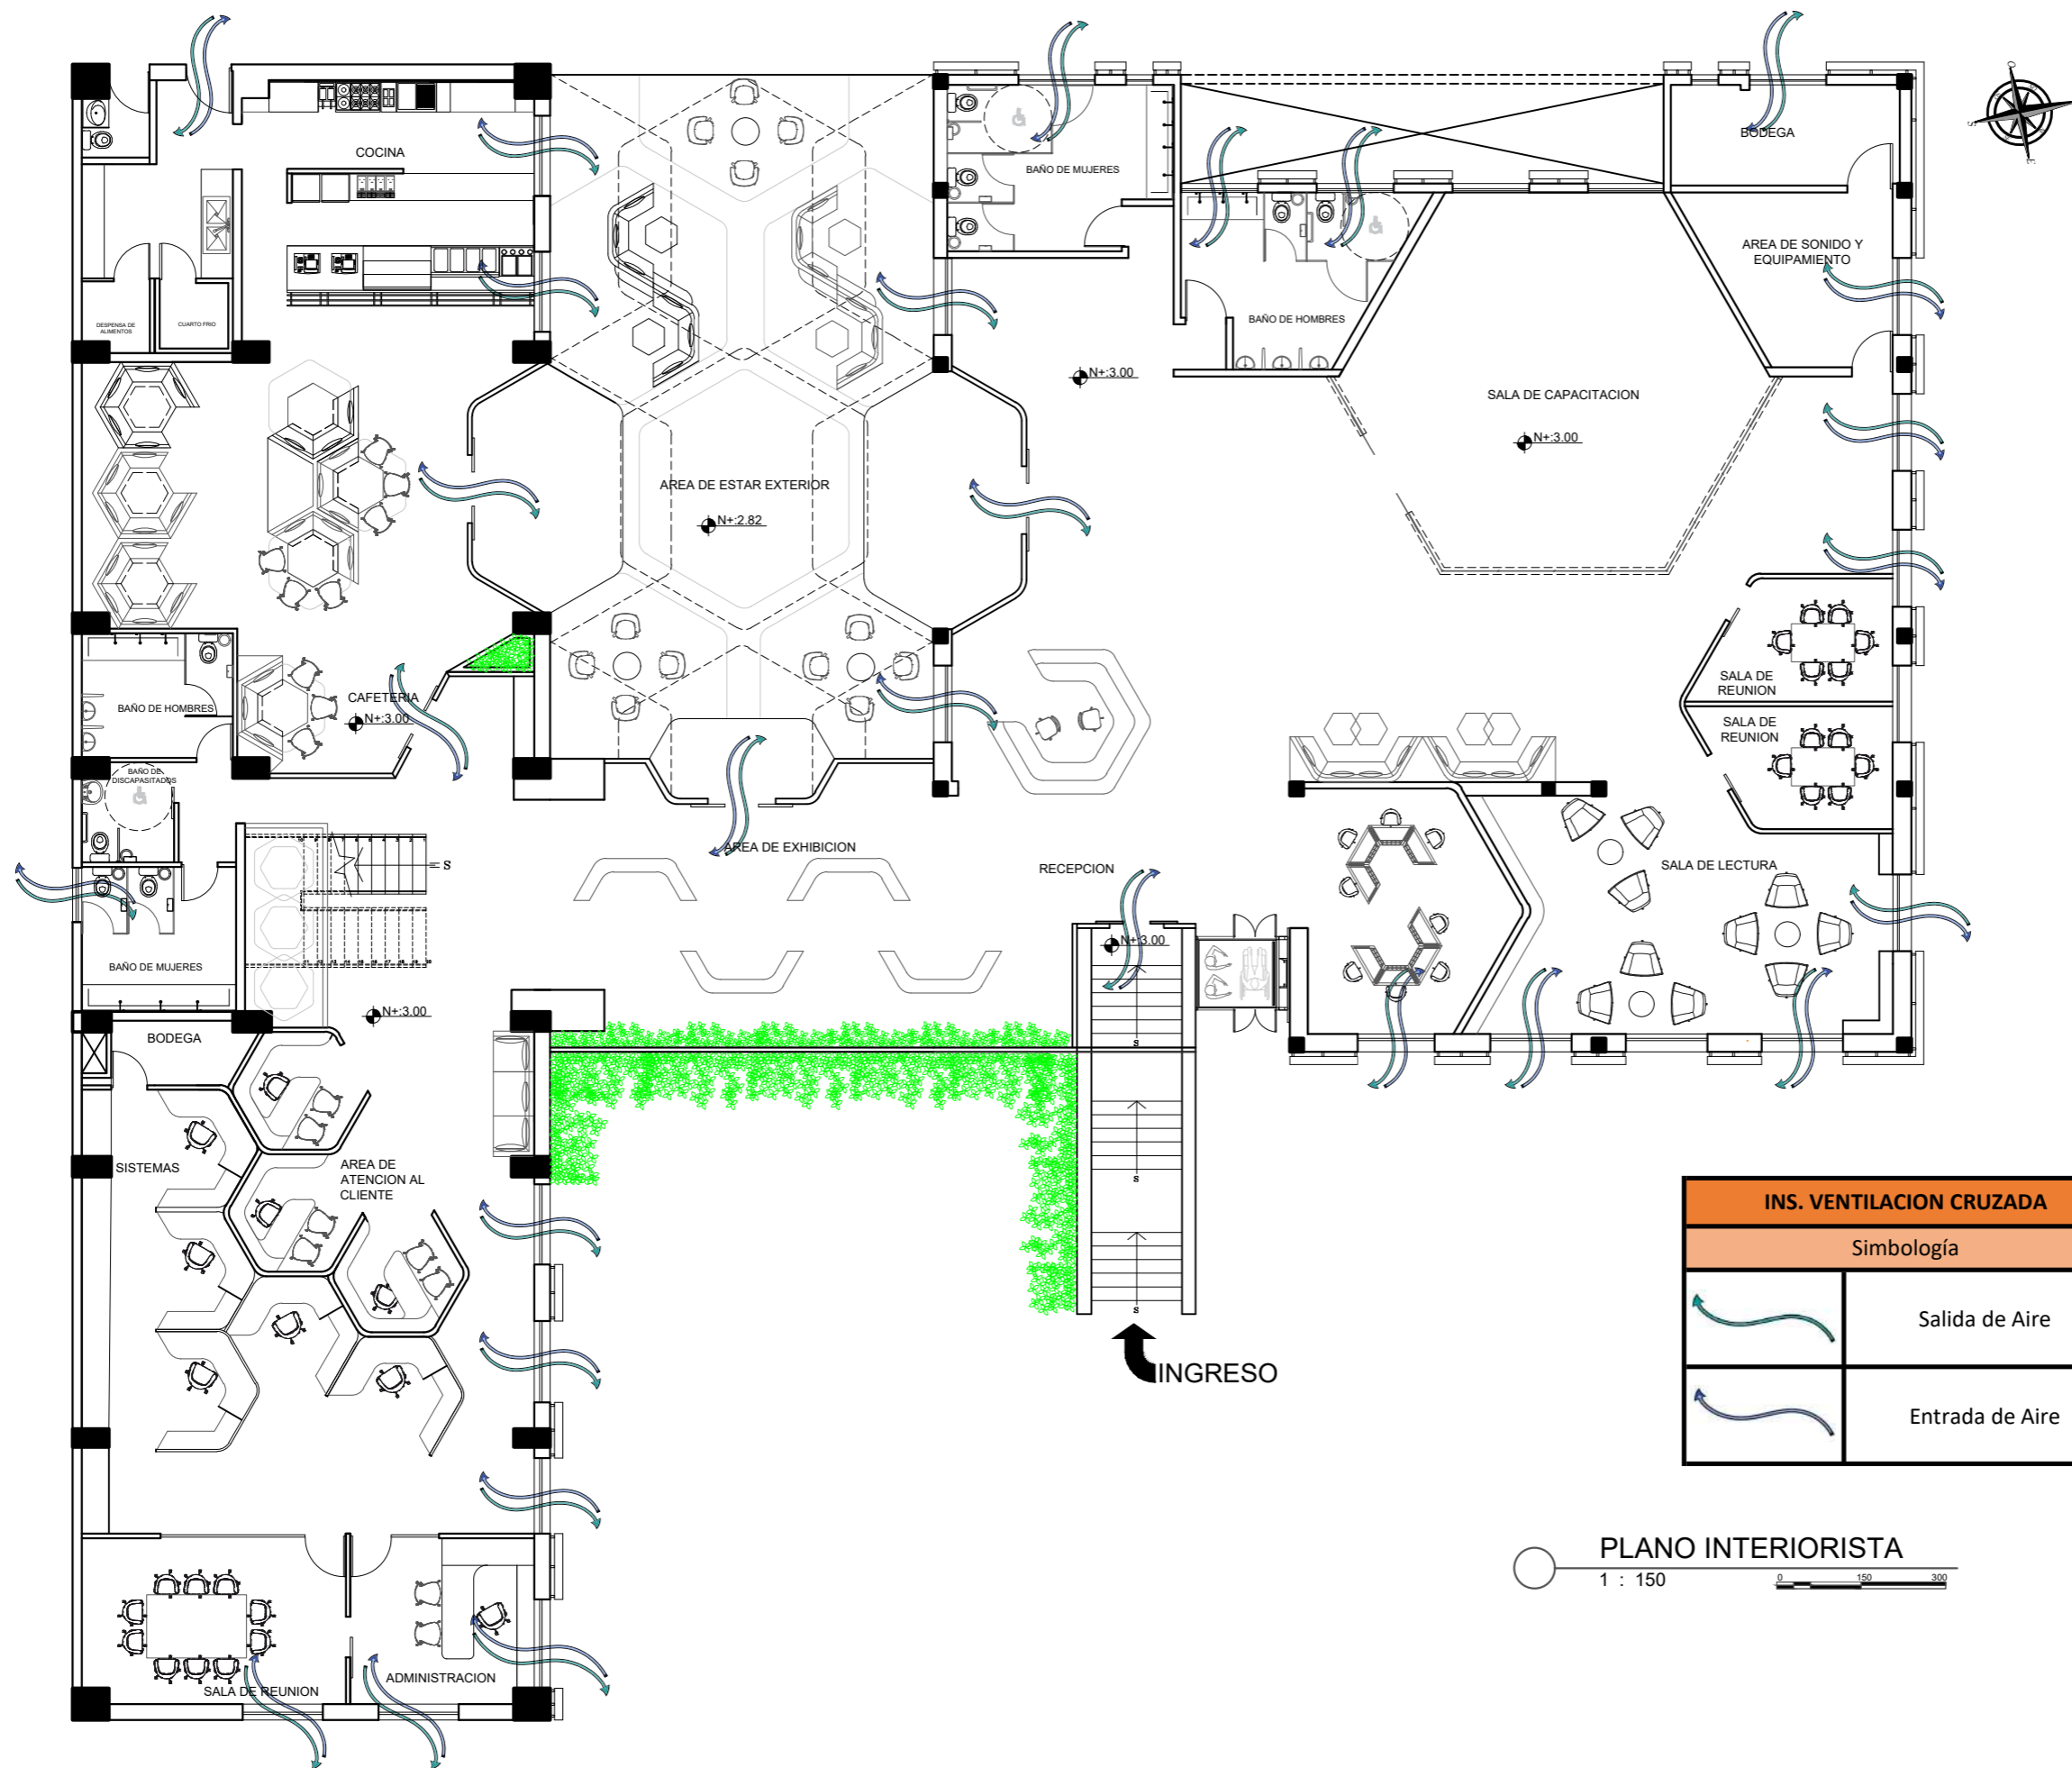 COCINA
BAÑO DE MUJERES
BODEGA
AREA DE SONIDO Y
EQUIPAMIENTO
DESPENSA DE
ALIMENTOS
CUARTO FRIO
BAÑO DE HOMBRES
N+:3.00
SALA DE CAPACITACION
N+:3.00
AREA DE ESTAR EXTERIOR
N+:2.82
SALA DE
REUNION
SALA DE
REUNION
CAFETERIA
N+:3.00
BAÑO DE HOMBRES
BAÑO DE
DISCAPASITADOS
AREA DE EXHIBICION
RECEPCION
SALA DE LECTURA
S
N+:3.00
BAÑO DE MUJERES
N+:3.00
BODEGA
S
SISTEMAS
AREA DE
ATENCION AL
CLIENTE
S
S
INGRESO
INS. VENTILACION CRUZADA
Simbología
Salida de Aire
Entrada de Aire
PLANO INTERIORISTA
1 : 150
0 150 300
ADMINISTRACION
SALA DE REUNION